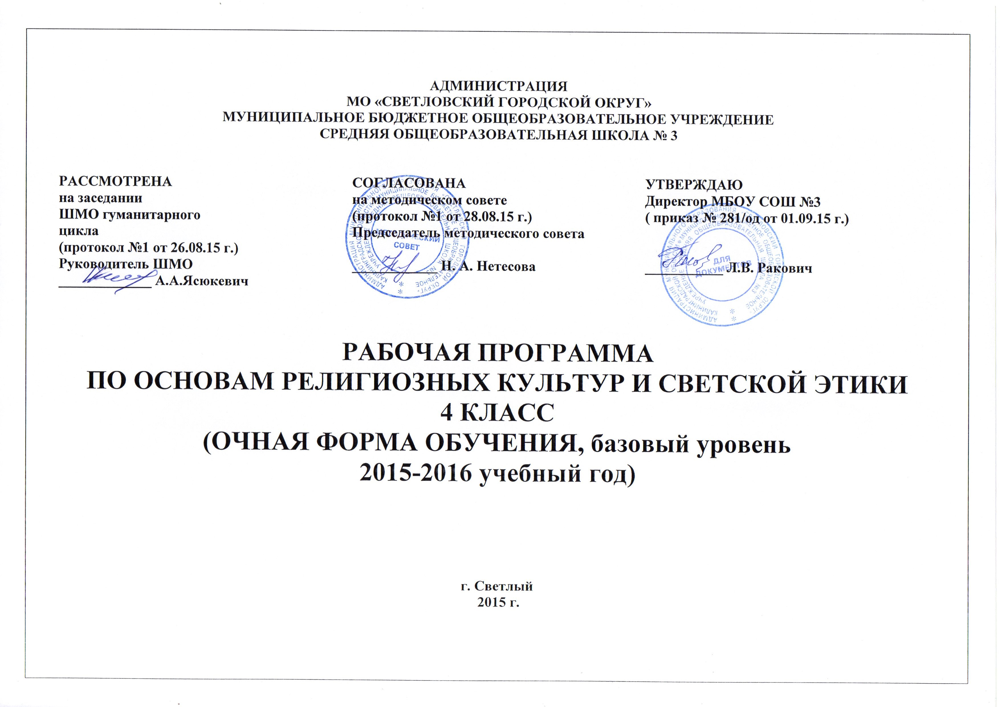 АДМИНИСТРАЦИЯ
МО «СВЕТЛОВСКИЙ ГОРОДСКОЙ ОКРУГ»
МУНИЦИПАЛЬНОЕ БЮДЖЕТНОЕ ОБЩЕОБРАЗОВАТЕЛЬНОЕ УЧРЕЖДЕНИЕ
СРЕДНЯЯ ОБЩЕОБРАЗОВАТЕЛЬНАЯ ШКОЛА № 3
РАССМОТРЕНА
на заседании
ШМО гуманитарного
цикла
(протокол №1 от 26.08.15 г.)
Руководитель ШМО
А.А.Ясюкевич
СОГЛАСОВАНА
на методическом совете
(протокол №1 от 28.08.15 г.)
Председатель методического совета
Н. А. Нетесова
СОВЕТ
УТВЕРЖДАЮ
Директор МБОУ СОШ №3
( приказ № 281/од от 01.09.15 г.)
Л.В. Ракович
ДЛЯ
ДОКУМЕНТОВ
РАБОЧАЯ ПРОГРАММА
ПО ОСНОВАМ РЕЛИГИОЗНЫХ КУЛЬТУР И СВЕТСКОЙ ЭТИКИ
4 КЛАСС
(ОЧНАЯ ФОРМА ОБУЧЕНИЯ, базовый уровень
2015-2016 учебный год)
г. Светлый
2015 г.